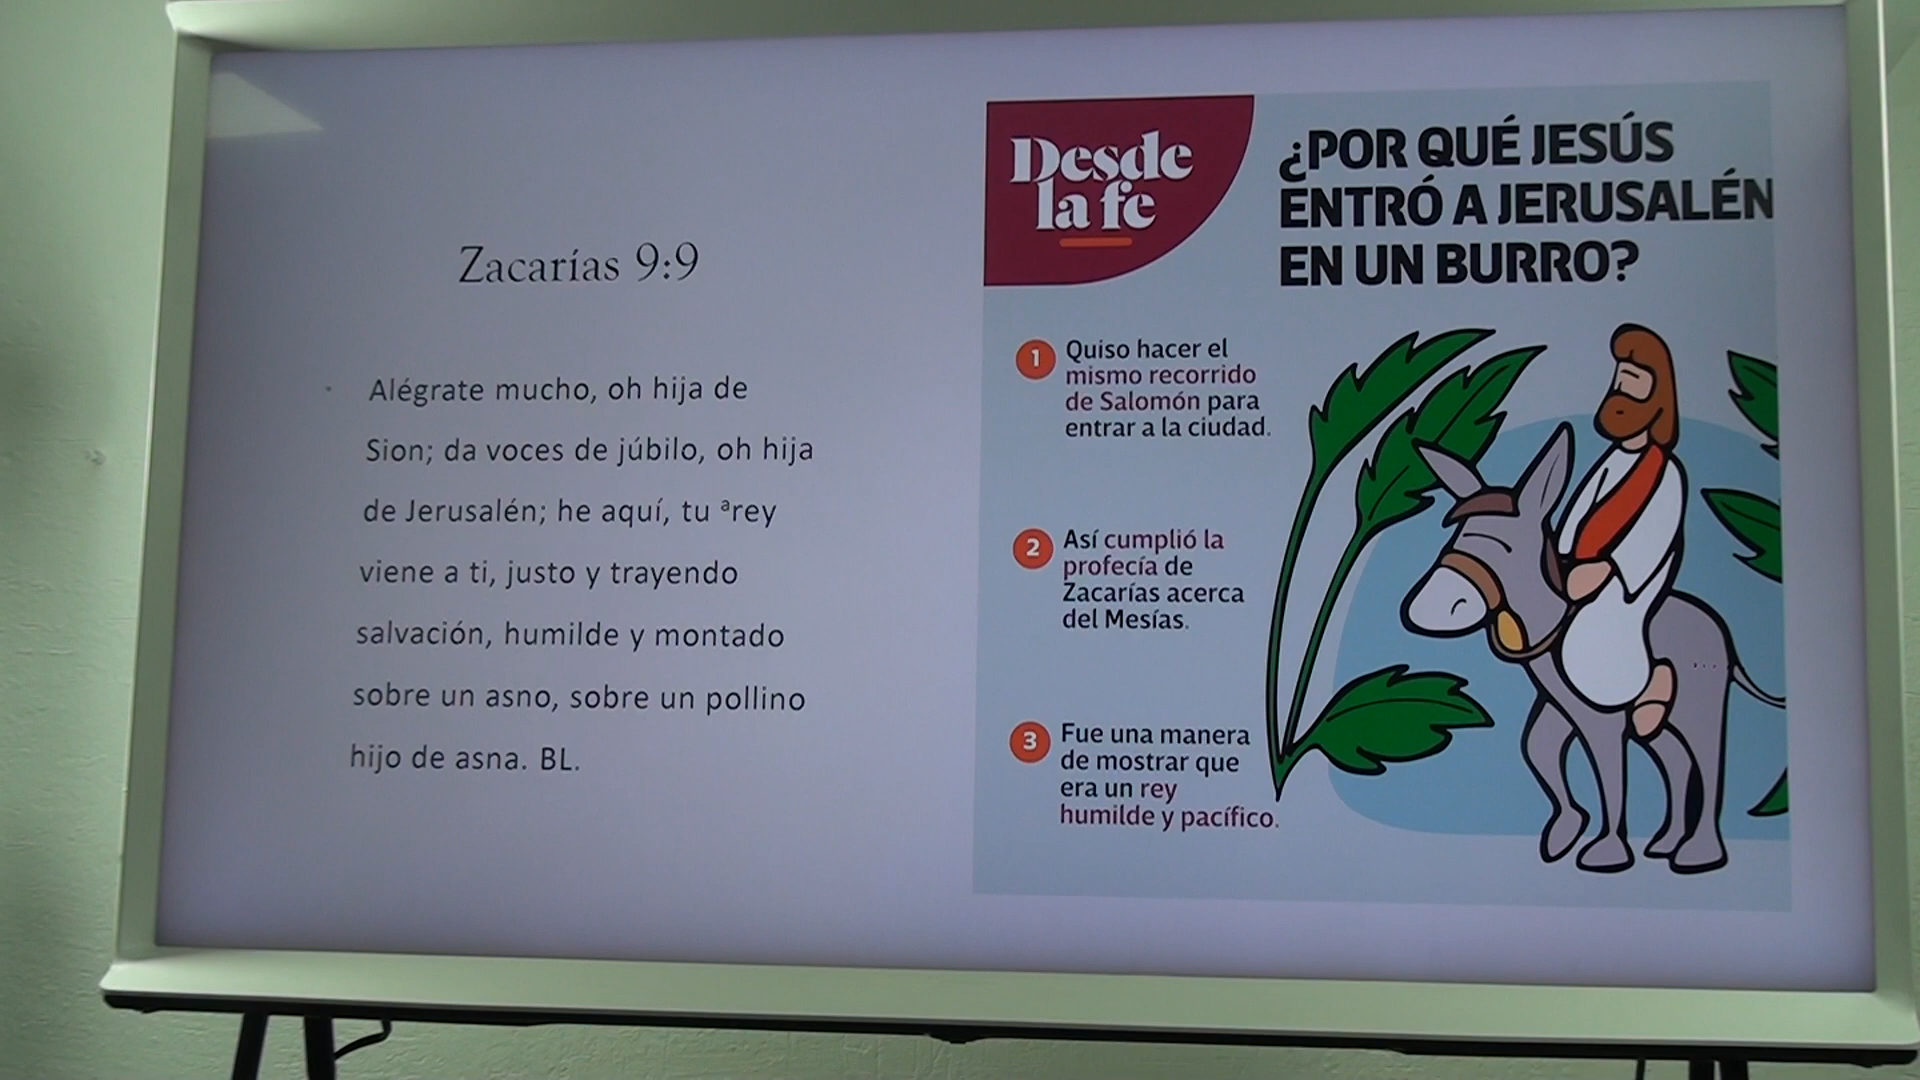 Zacarías 9:9
Alégrate mucho, oh hija de
Sion; da voces de júbilo, oh hija
de Jerusalén; he aquí, tu ᵃrey
viene a ti, justo y trayendo
salvación, humilde y montado
sobre un asno, sobre un pollino
hijo de asna. BL.
Desde
la fe
¿POR QUÉ JESÚS
ENTRÓ A JERUSALÉN
EN UN BURRO?
1 Quiso hacer el
mismo recorrido
de Salomón para
entrar a la ciudad.
2 Así cumplió la
profecía de
Zacarías acerca
del Mesías.
3 Fue una manera
de mostrar que
era un rey
humilde y pacífico.